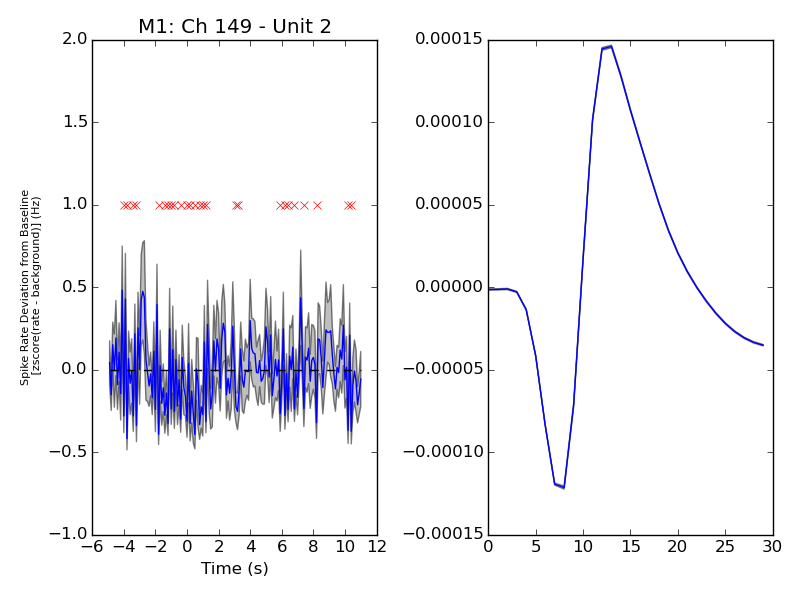 M1: Ch 149 - Unit 2
Spike Rate Deviation from Baseline
[zscore(rate - background)] (Hz)
2.0
1.5
1.0
0.5
0.0
−0.5
−1.0
−6 −4 −2 0 2 4 6 8 10 12
Time (s)
0.00015
0.00010
0.00005
0.00000
−0.00005
−0.00010
−0.00015
0 5 10 15 20 25 30